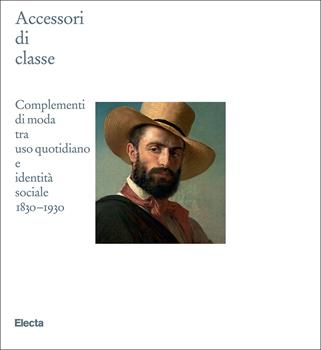 Accessori
di
classe
Complementi
di moda
tra
uso quotidiano
e
identità
sociale
1830–1930
Electa